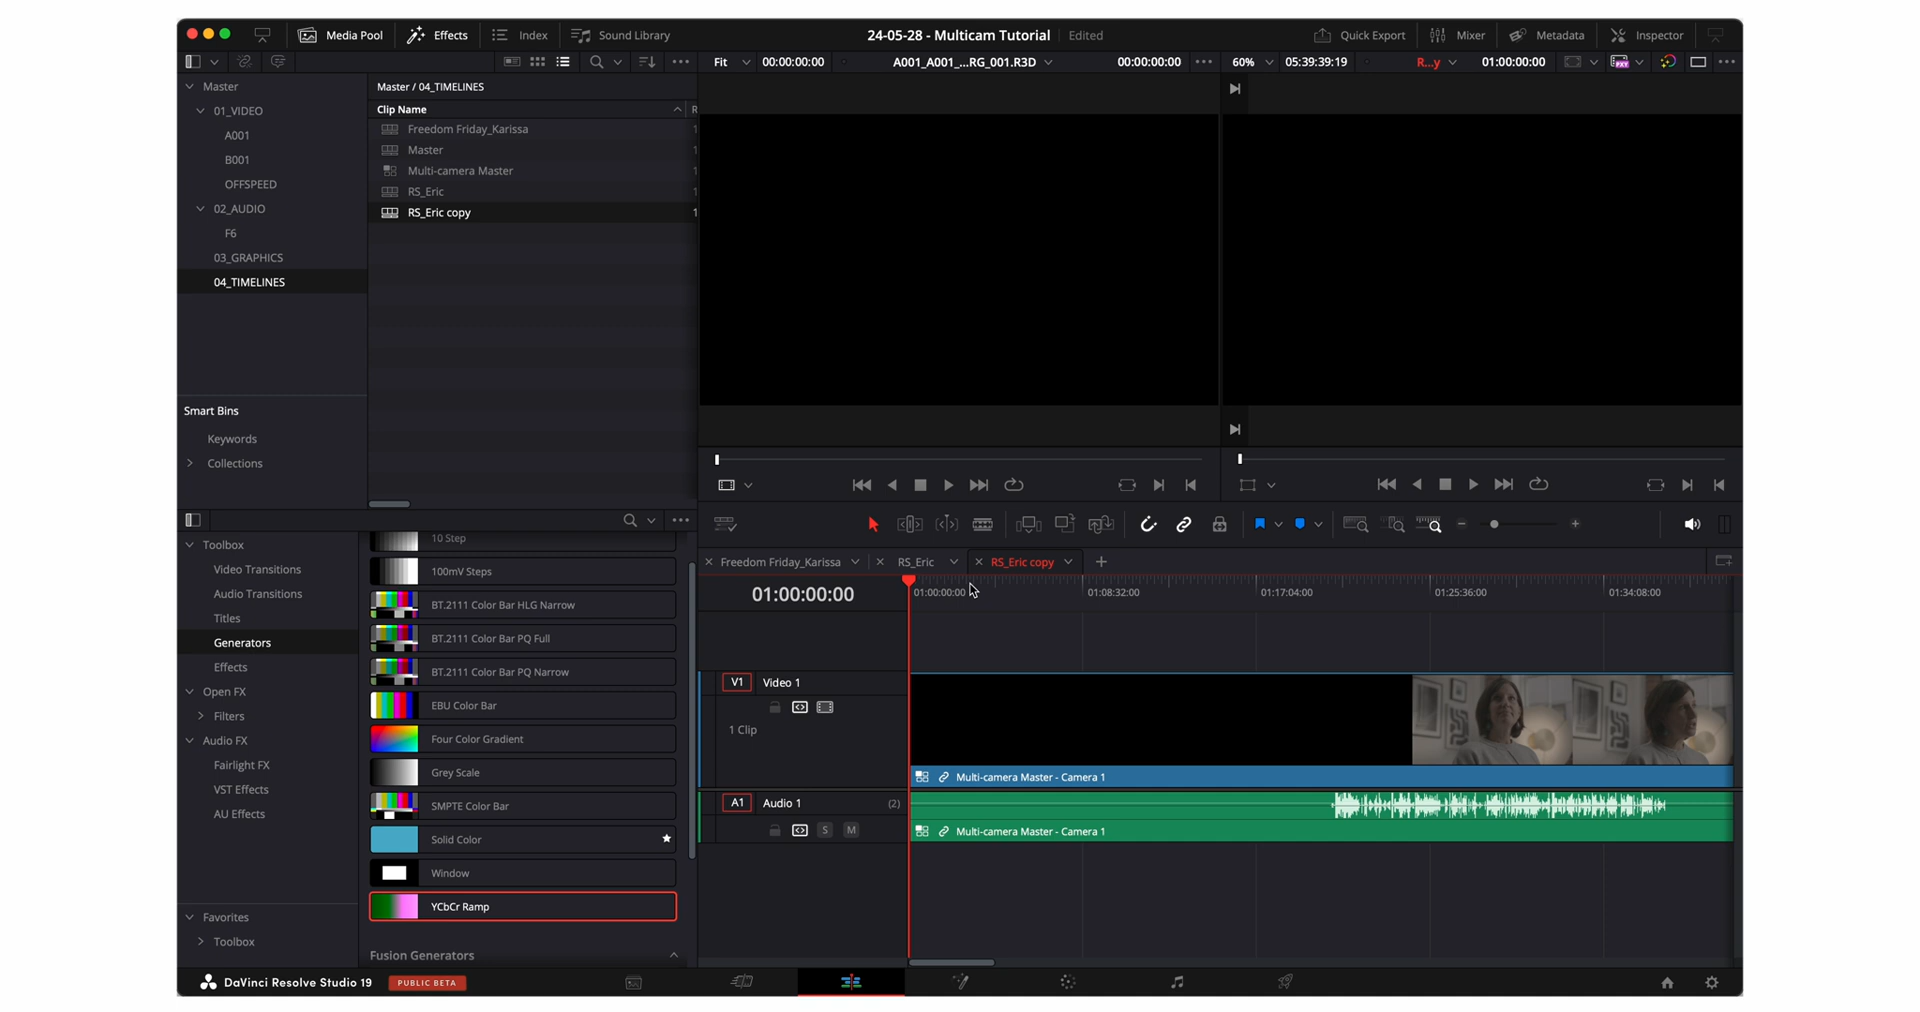 Media Pool
Effects
Index
Sound Library
24-05-28 - Multicam Tutorial
Edited
Quick Export
Mixer
Metadata
Inspector
Fit
00:00:00:00
A001_A001_...RG_001.R3D
00:00:00:00
60%
05:39:39:19
R...y
01:00:00:00
Master
01_VIDEO
A001
B001
OFFSPEED
02_AUDIO
F6
03_GRAPHICS
04_TIMELINES
Smart Bins
Keywords
Collections
Master / 04_TIMELINES
Clip Name
R
Freedom Friday_Karissa
1
Master
1
Multi-camera Master
1
RS_Eric
1
RS_Eric copy
1
Toolbox
Video Transitions
Audio Transitions
Titles
Generators
Effects
Open FX
Filters
Audio FX
Fairlight FX
VST Effects
AU Effects
Favorites
Toolbox
10 Step
100mV Steps
BT.2111 Color Bar HLG Narrow
BT.2111 Color Bar PQ Full
BT.2111 Color Bar PQ Narrow
EBU Color Bar
Four Color Gradient
Grey Scale
SMPTE Color Bar
Solid Color
Window
YCbCr Ramp
Fusion Generators
Freedom Friday_Karissa
RS_Eric
RS_Eric copy
01:00:00:00
01:00:00:00
01:08:32:00
01:17:04:00
01:25:36:00
01:34:08:00
V1
Video 1
1 Clip
Multi-camera Master - Camera 1
A1
Audio 1
(2)
S
M
Multi-camera Master - Camera 1
DaVinci Resolve Studio 19
PUBLIC BETA